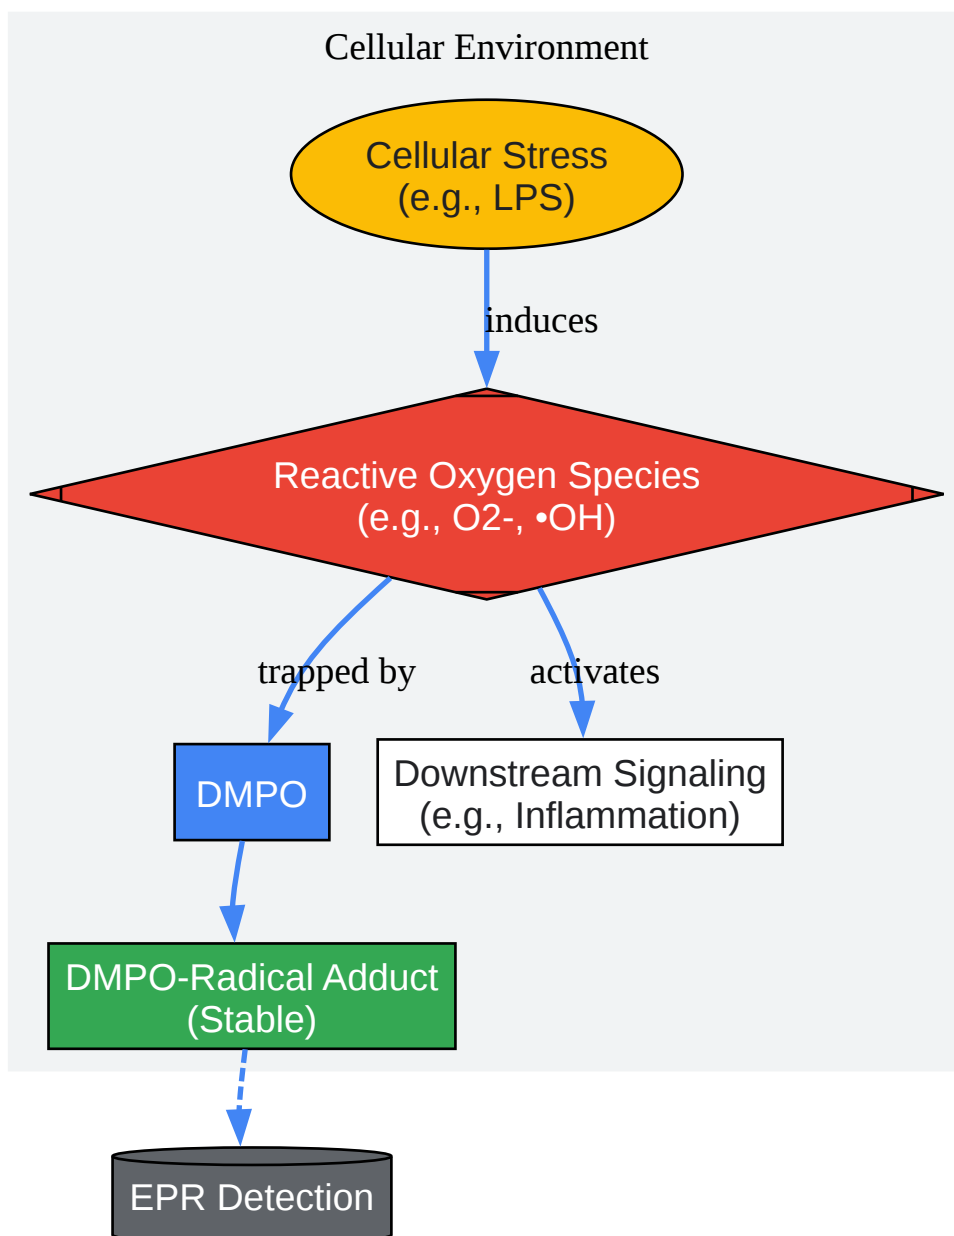 Cellular Environment
Cellular Stress
(e.g., LPS)
induces
Reactive Oxygen Species
(e.g., O2-, •OH)
trapped by
activates
DMPO
Downstream Signaling
(e.g., Inflammation)
DMPO-Radical Adduct
(Stable)
EPR Detection